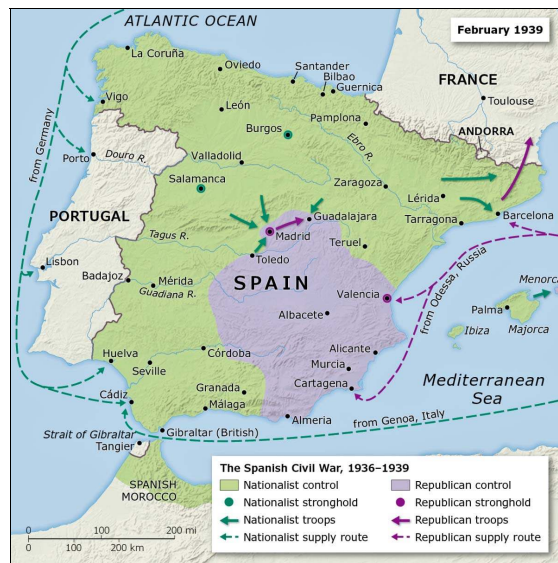 ATLANTIC OCEAN
February 1939
La Coruña
Oviedo
Santander
Bilbao
Guernica
FRANCE
Toulouse
Vigo
León
Burgos
Pamplona
ANDORRA
from Germany
Ebro R.
Porto
Douro R.
Valladolid
Salamanca
Zaragoza
Lérida
Barcelona
Tarragona
PORTUGAL
Guadalajara
Madrid
Tagus R.
Teruel
Toledo
Lisbon
Badajoz
Mérida
Guadiana R.
SPAIN
Valencia
from Odessa, Russia
Menorca
Palma
Ibiza
Majorca
Albacete
Córdoba
Alicante
Huelva
Seville
Murcia
Granada
Cartagena
Mediterranean
Sea
Cádiz
Málaga
Almeria
from Genoa, Italy
Strait of Gibraltar
Gibraltar (British)
Tangier
SPANISH
MOROCCO
The Spanish Civil War, 1936–1939
Nationalist control
Republican control
Nationalist stronghold
Republican stronghold
Nationalist troops
Republican troops
Nationalist supply route
Republican supply route
0 100 200 mi
0 100 200 km